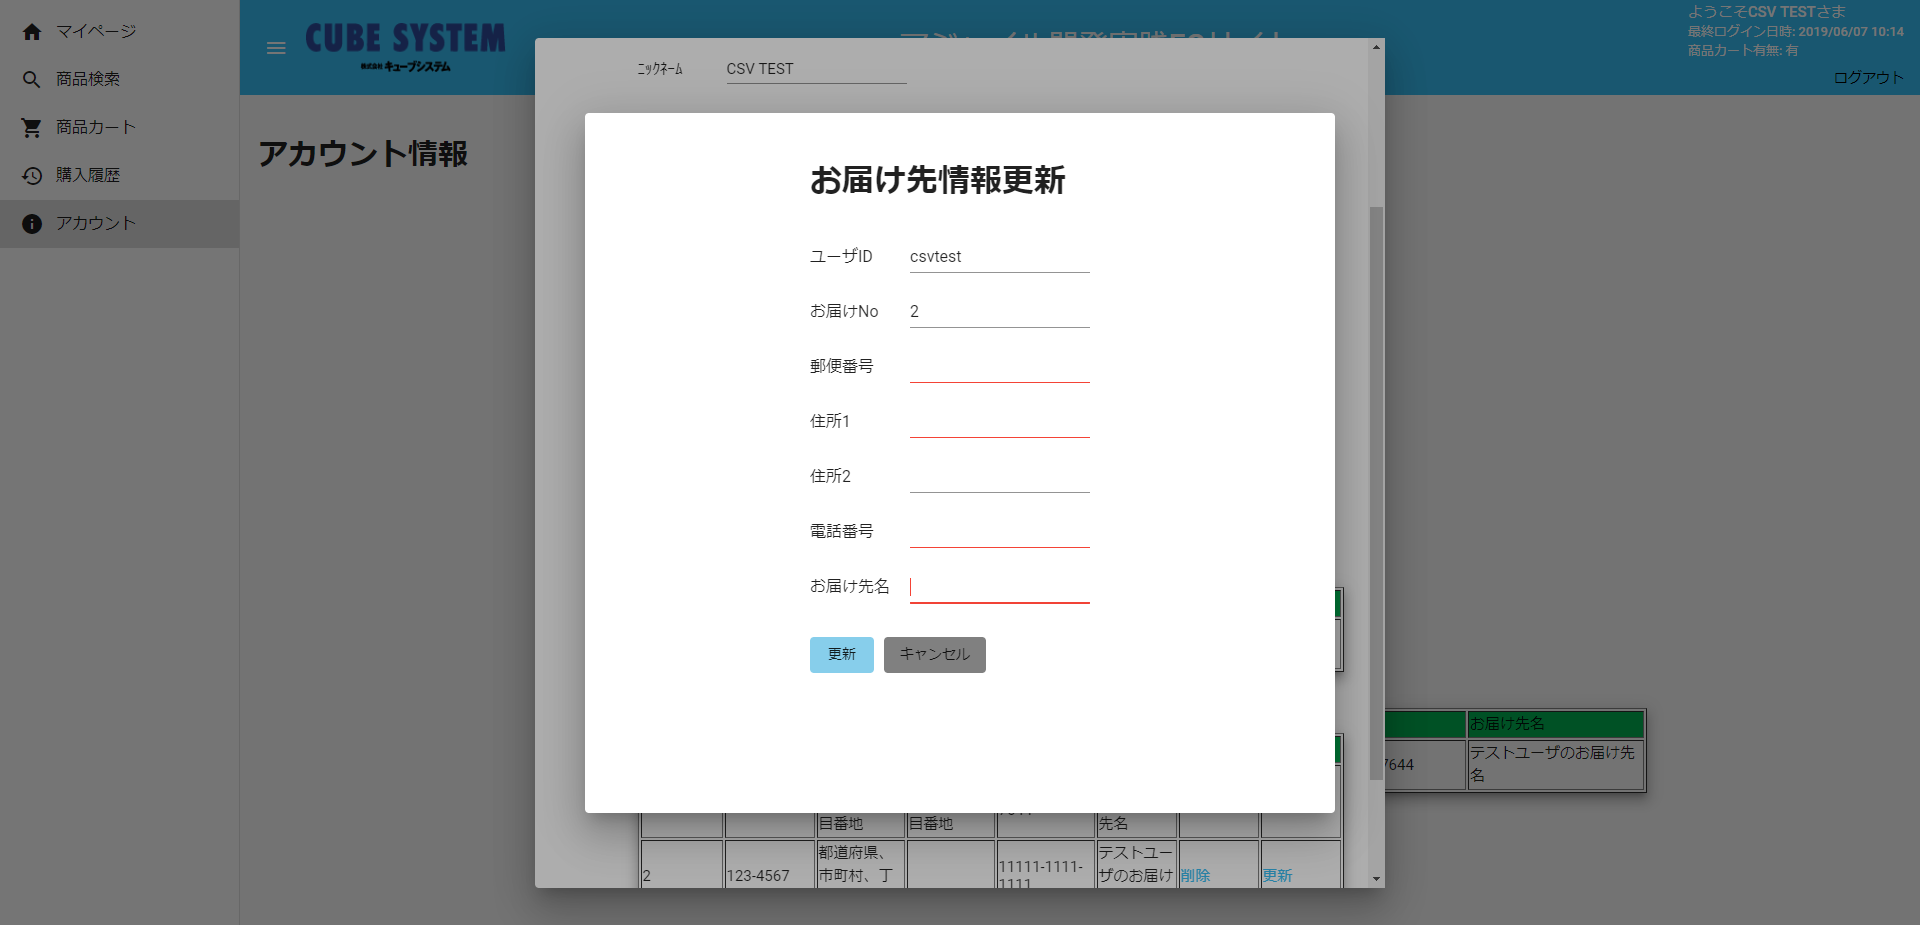 マイページ
商品検索
商品カート
購入履歴
アカウント
CUBE SYSTEM
株式会社 キューブシステム
ようこそCSV TESTさま
最終ログイン日時: 2019/06/07 10:14
商品カート有無: 有
ログアウト
アカウント情報
ニックネーム CSV TEST
お届け先情報更新
ユーザID csvtest
お届けNo 2
郵便番号
住所1
住所2
電話番号
お届け先名
更新 キャンセル
お届け先名
7644 テストユーザのお届け先
名
目番地 目番地 先名
2 123-4567 都道府県、
市町村、丁 11111-1111-
1111 テストユー
ザのお届け 削除 更新